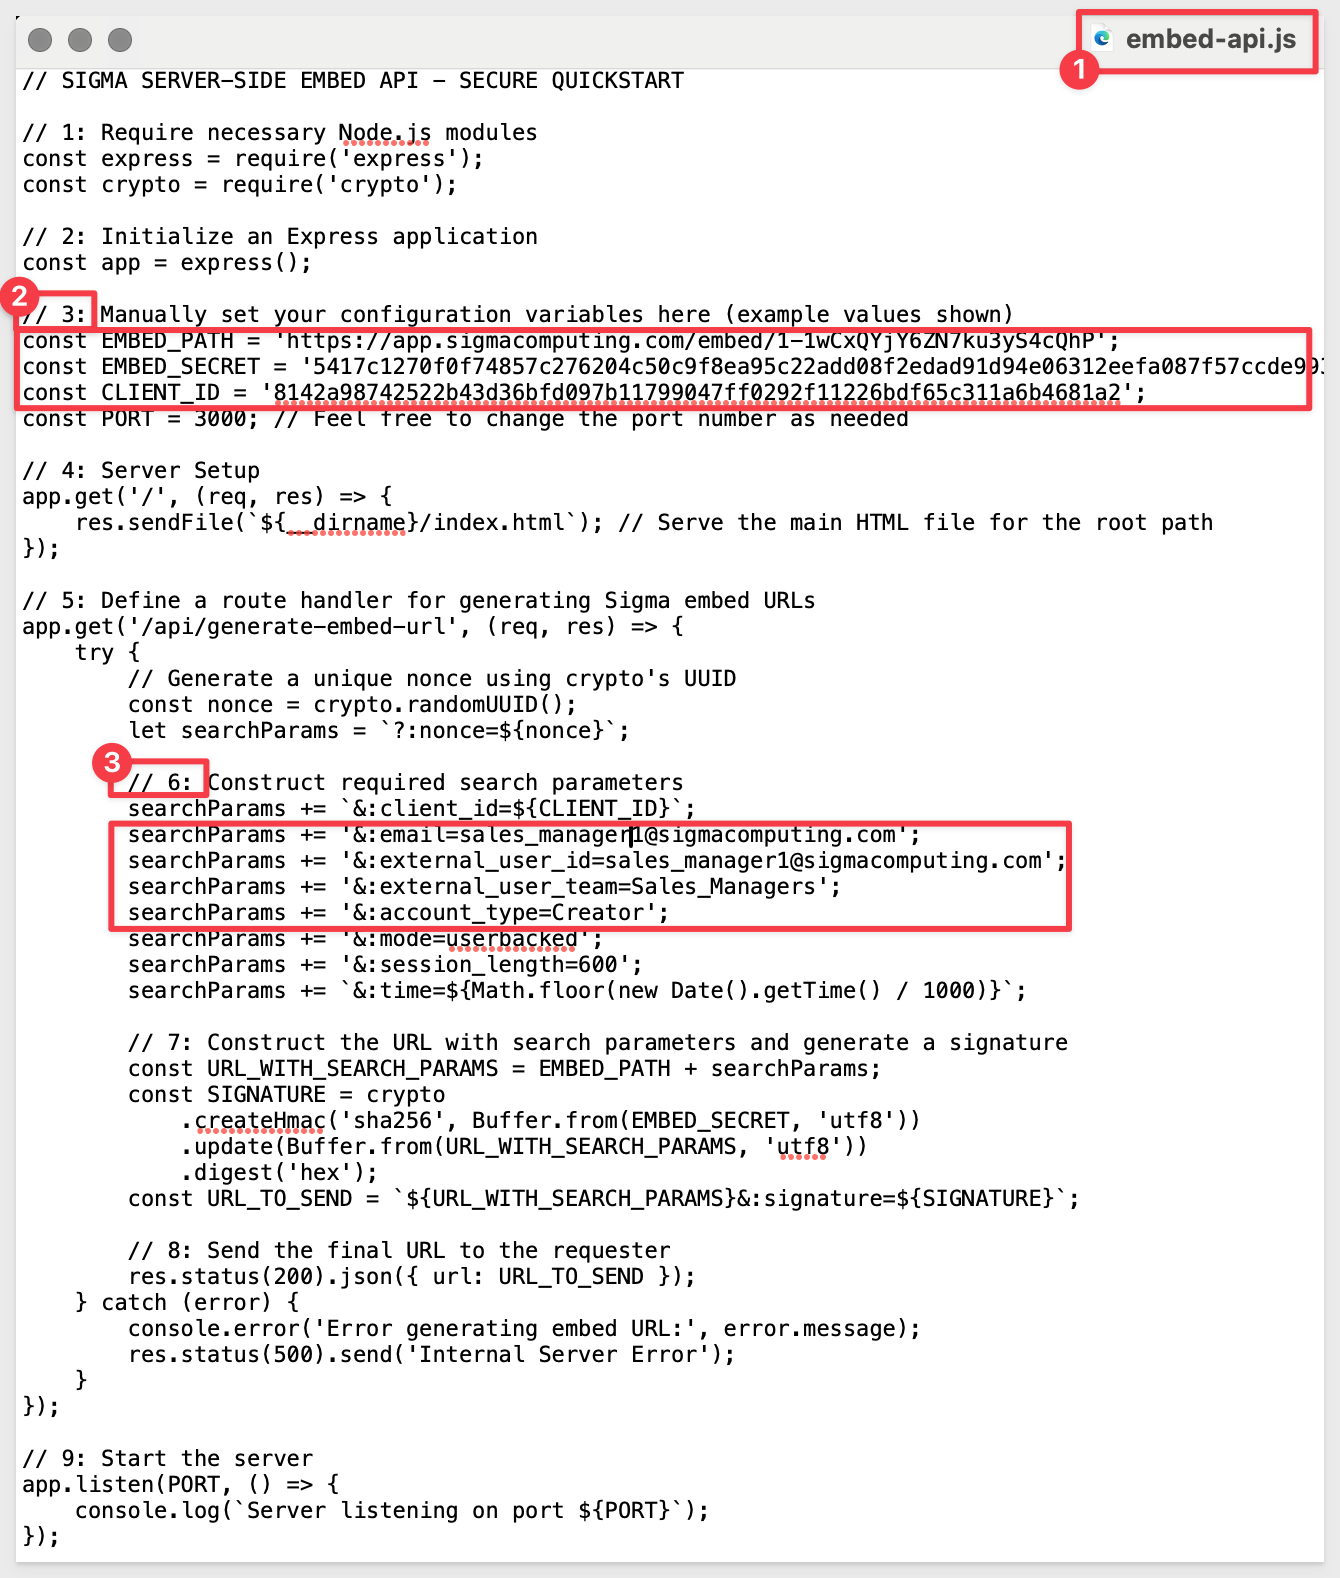 embed-api.js
1
// SIGMA SERVER-SIDE EMBED API - SECURE QUICKSTART
// 1: Require necessary Node.js modules
const express = require('express');
const crypto = require('crypto');
// 2: Initialize an Express application
const app = express();
2
// 3: Manually set your configuration variables here (example values shown)
const EMBED_PATH = 'https://app.sigmacomputing.com/embed/1-1wCxQYjY6ZN7ku3yS4cQhP';
const EMBED_SECRET = '5417c1270f0f74857c276204c50c9f8ea95c22add08f2edad91d94e06312eefa087f57ccde993
const CLIENT_ID = '8142a98742522b43d36bfd097b11799047ff0292f11226bdf65c311a6b4681a2';
const PORT = 3000; // Feel free to change the port number as needed
// 4: Server Setup
app.get('/', (req, res) => {
    res.sendFile(`${__dirname}/index.html`); // Serve the main HTML file for the root path
});
// 5: Define a route handler for generating Sigma embed URLs
app.get('/api/generate-embed-url', (req, res) => {
    try {
        // Generate a unique nonce using crypto's UUID
        const nonce = crypto.randomUUID();
        let searchParams = `?:nonce=${nonce}`;
3
        // 6: Construct required search parameters
        searchParams += `&:client_id=${CLIENT_ID}`;
        searchParams += '&:email=sales_manager1@sigmacomputing.com';
        searchParams += '&:external_user_id=sales_manager1@sigmacomputing.com';
        searchParams += '&:external_user_team=Sales_Managers';
        searchParams += '&:account_type=Creator';
        searchParams += '&:mode=userbacked';
        searchParams += '&:session_length=600';
        searchParams += `&:time=${Math.floor(new Date().getTime() / 1000)}`;
        // 7: Construct the URL with search parameters and generate a signature
        const URL_WITH_SEARCH_PARAMS = EMBED_PATH + searchParams;
        const SIGNATURE = crypto
            .createHmac('sha256', Buffer.from(EMBED_SECRET, 'utf8'))
            .update(Buffer.from(URL_WITH_SEARCH_PARAMS, 'utf8'))
            .digest('hex');
        const URL_TO_SEND = `${URL_WITH_SEARCH_PARAMS}&:signature=${SIGNATURE}`;
        // 8: Send the final URL to the requester
        res.status(200).json({ url: URL_TO_SEND });
    } catch (error) {
        console.error('Error generating embed URL:', error.message);
        res.status(500).send('Internal Server Error');
    }
});
// 9: Start the server
app.listen(PORT, () => {
    console.log(`Server listening on port ${PORT}`);
});